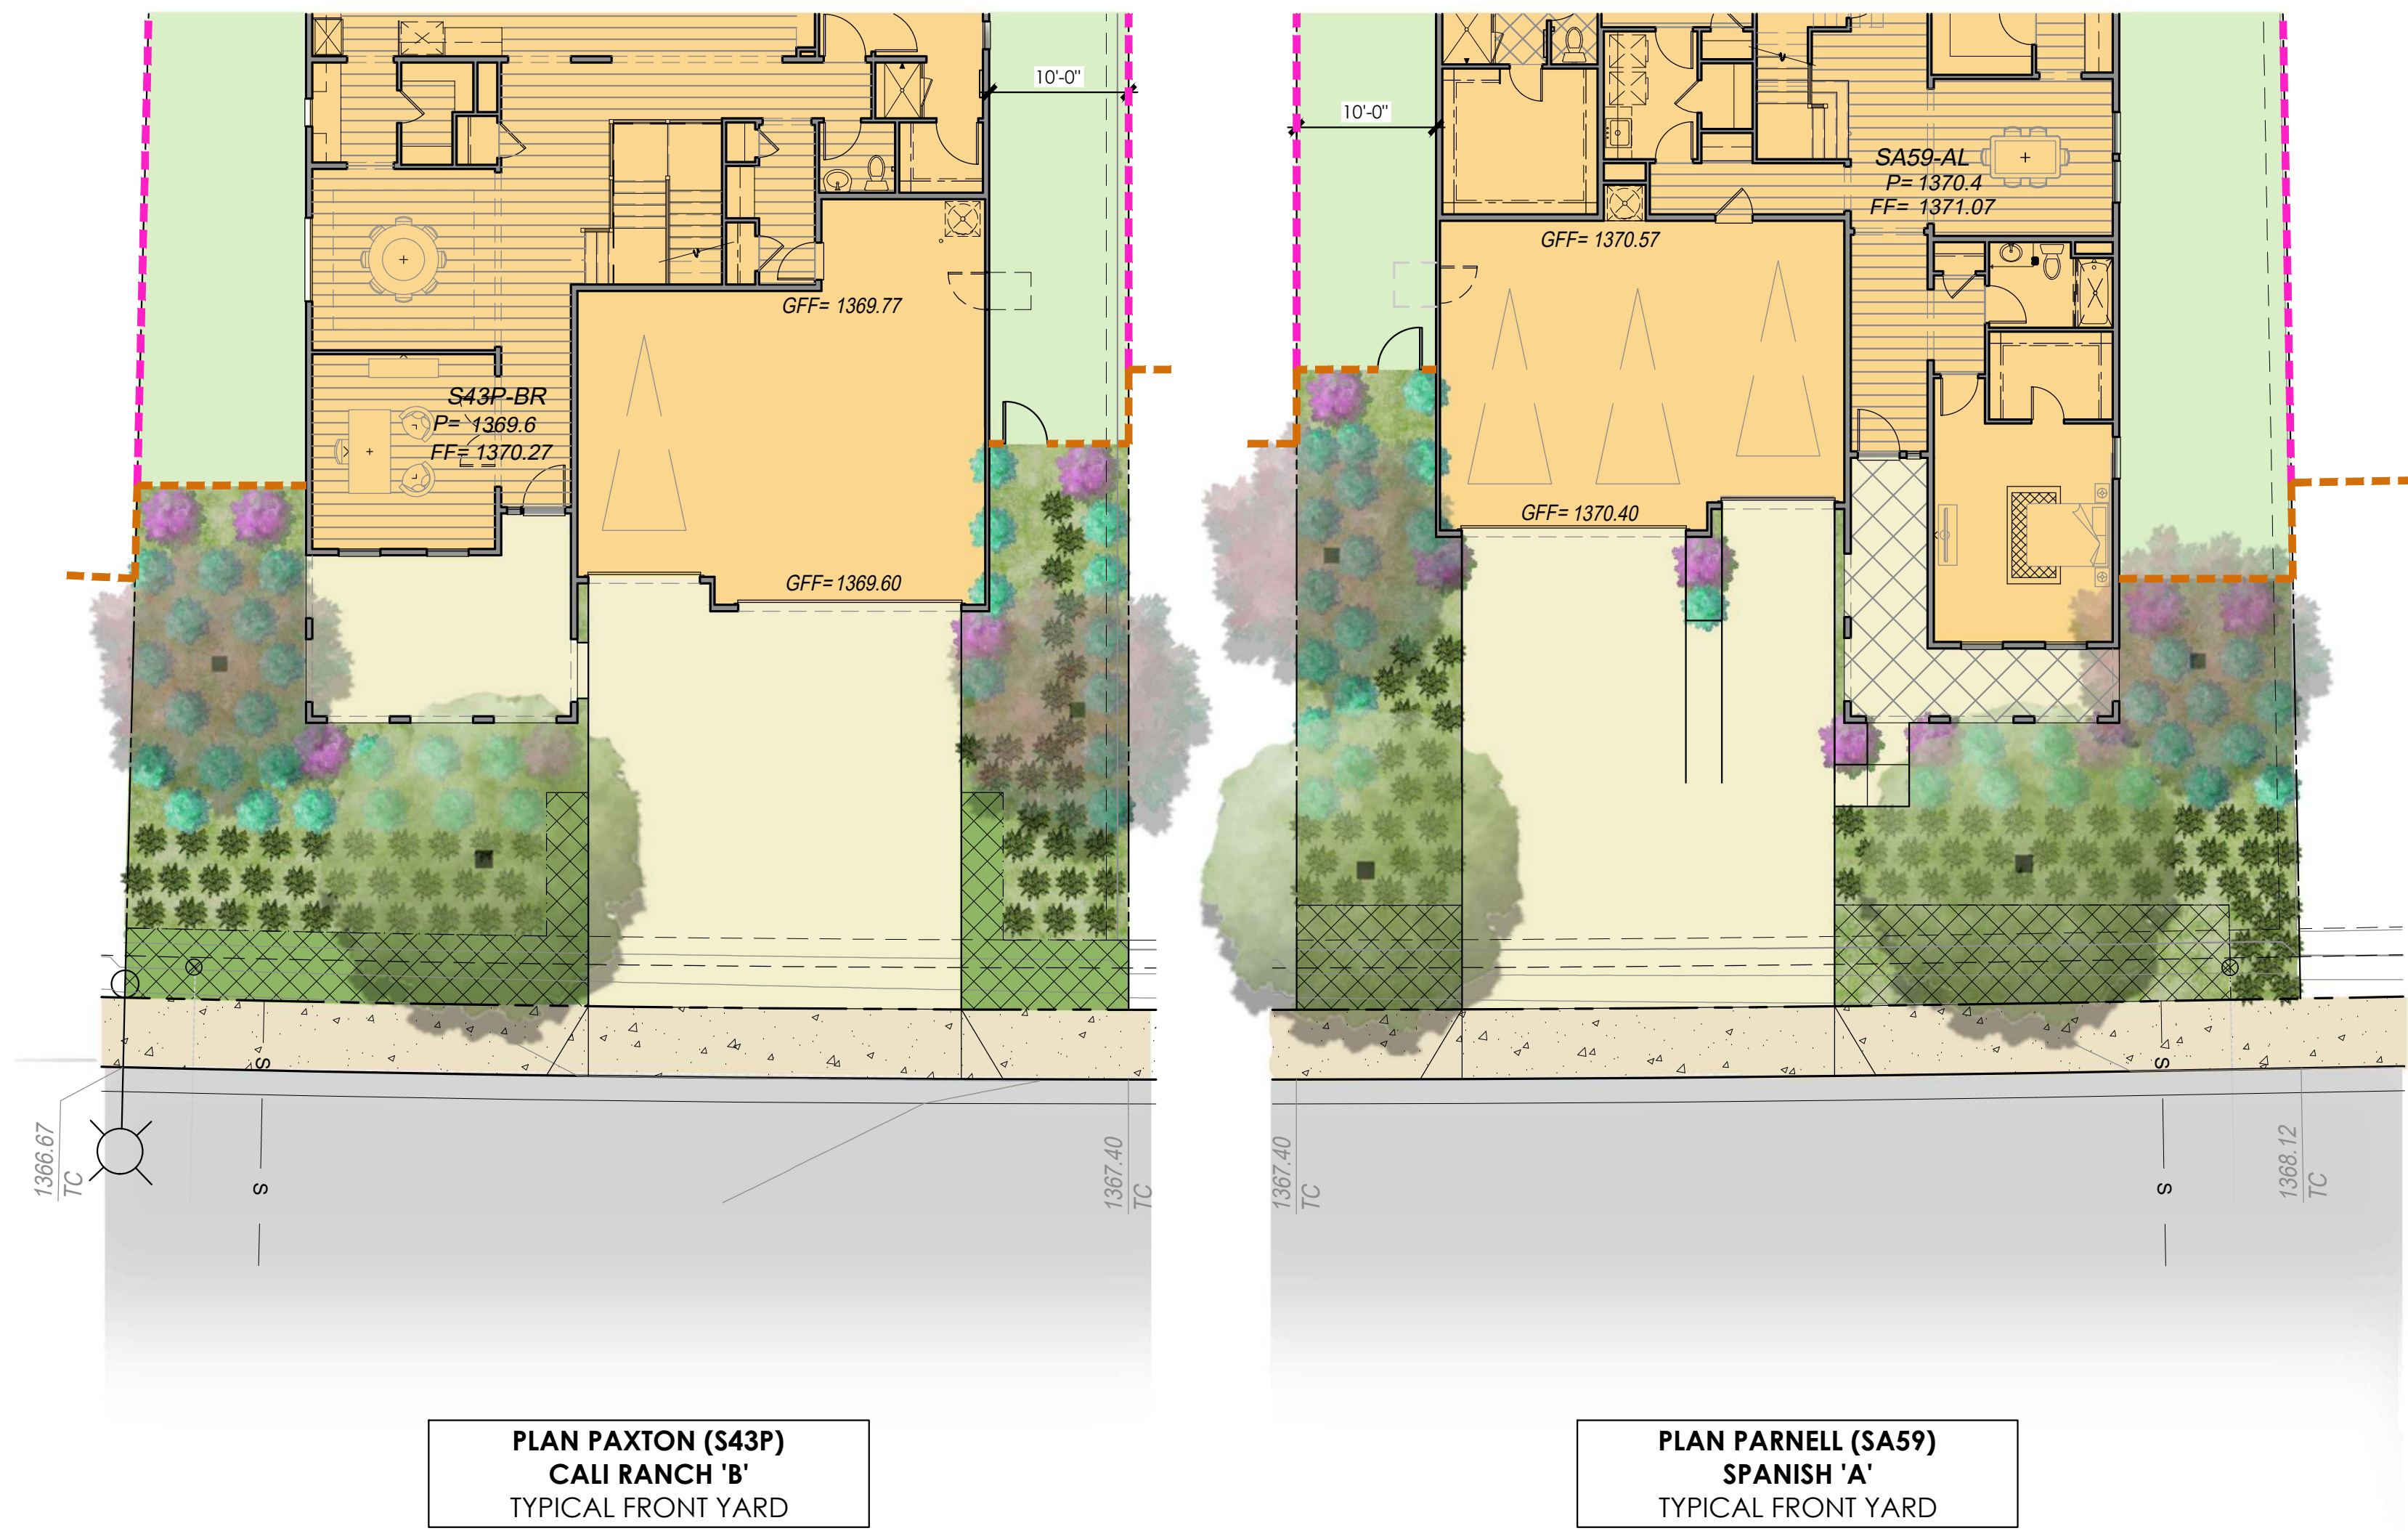 10'-0"
GFF= 1369.77
S43P-BR
P= 1369.6
FF= 1370.27
GFF= 1369.60
S
S
1366.67
TC
1367.40
TC
PLAN PAXTON (S43P)
CALI RANCH 'B'
TYPICAL FRONT YARD
10'-0"
SA59-AL
P= 1370.4
FF= 1371.07
GFF= 1370.57
GFF= 1370.40
S
S
1367.40
TC
1368.12
TC
PLAN PARNELL (SA59)
SPANISH 'A'
TYPICAL FRONT YARD